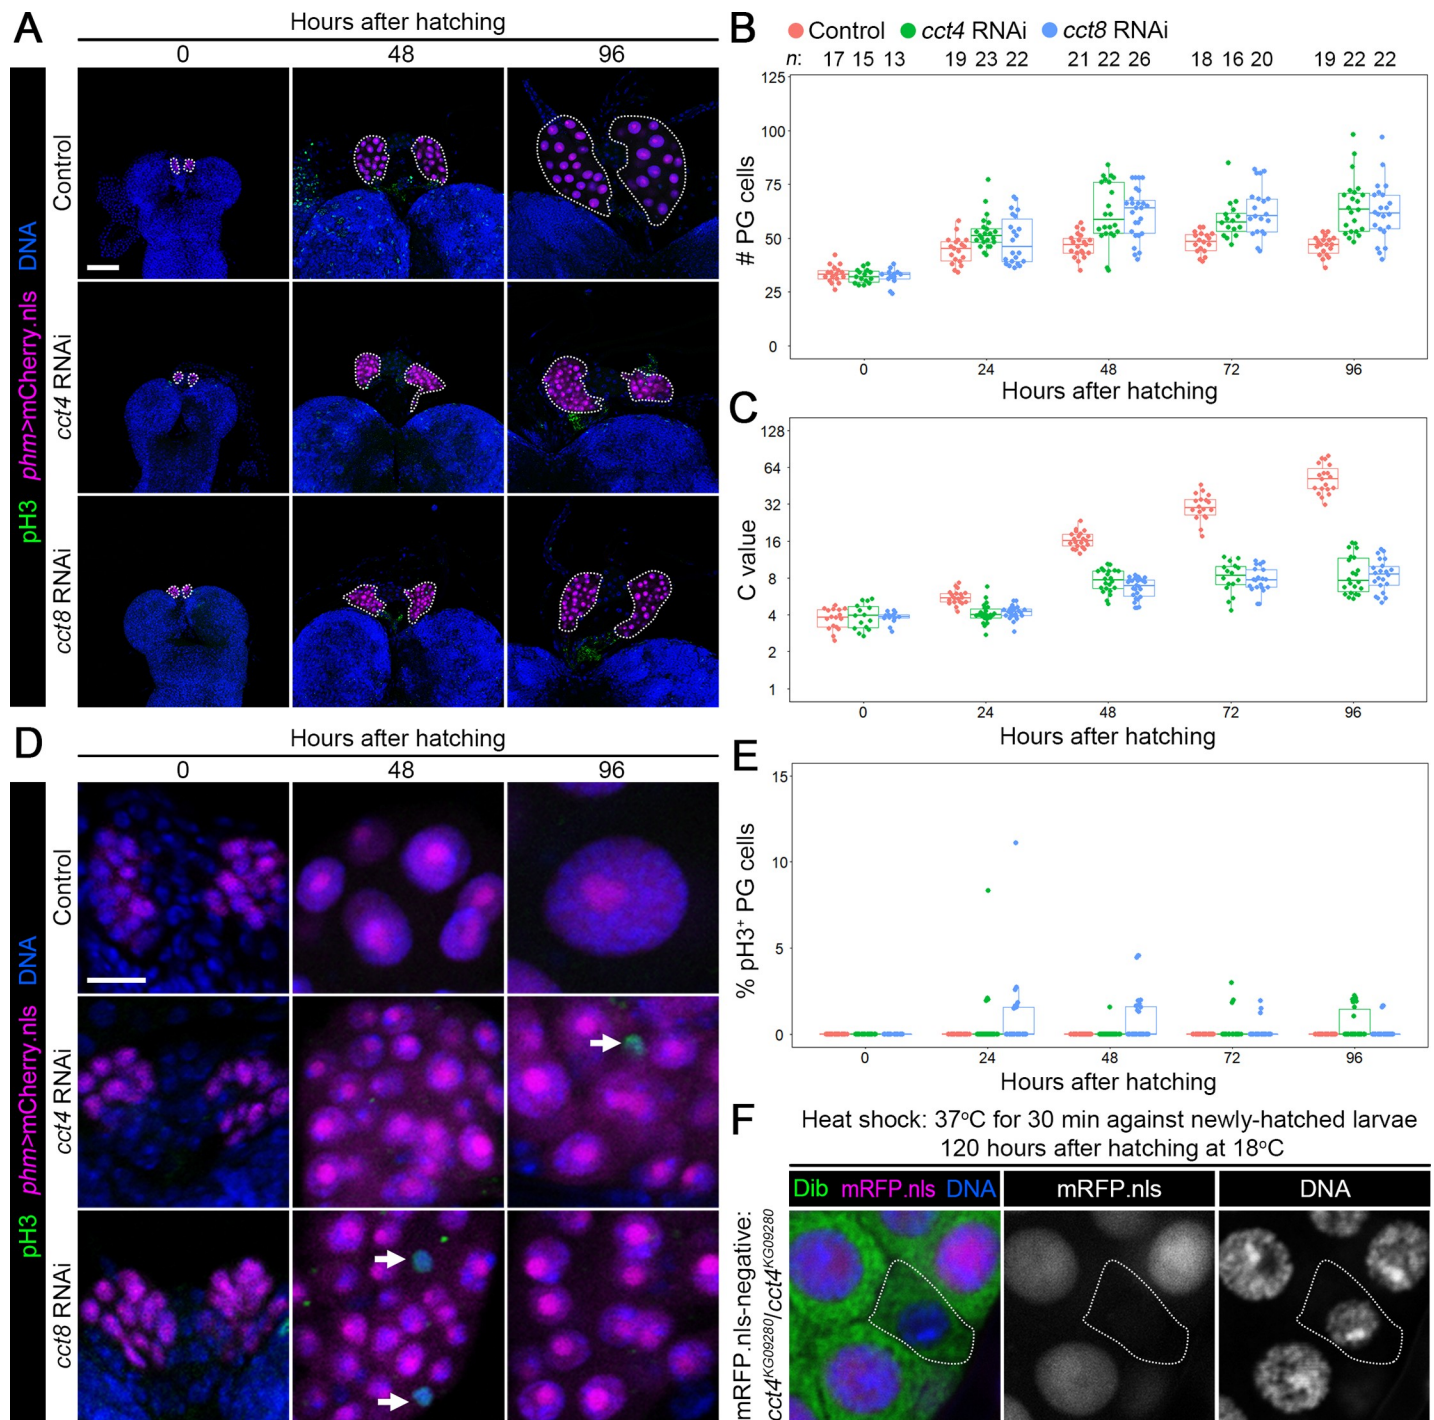 A
Hours after hatching
0 48 96
Control
cct4 RNAi
cct8 RNAi
pH3 phm>mCherry.nls DNA
B
Control cct4 RNAi cct8 RNAi
n: 17 15 13 19 23 22 21 22 26 18 16 20 19 22 22
# PG cells
125
100
75
50
25
0
0 24 48 72 96
Hours after hatching
C
C value
128
64
32
16
8
4
2
1
0 24 48 72 96
Hours after hatching
D
Hours after hatching
0 48 96
Control
cct4 RNAi
cct8 RNAi
pH3 phm>mCherry.nls DNA
E
% pH3⁺ PG cells
15
10
5
0
0 24 48 72 96
Hours after hatching
F
Heat shock: 37ºC for 30 min against newly-hatched larvae
120 hours after hatching at 18ºC
Dib mRFP.nls DNA mRFP.nls DNA
mRFP.nls-negative:
cct4ᴷᴳ⁰⁹²⁸⁰/cct4ᴷᴳ⁰⁹²⁸⁰